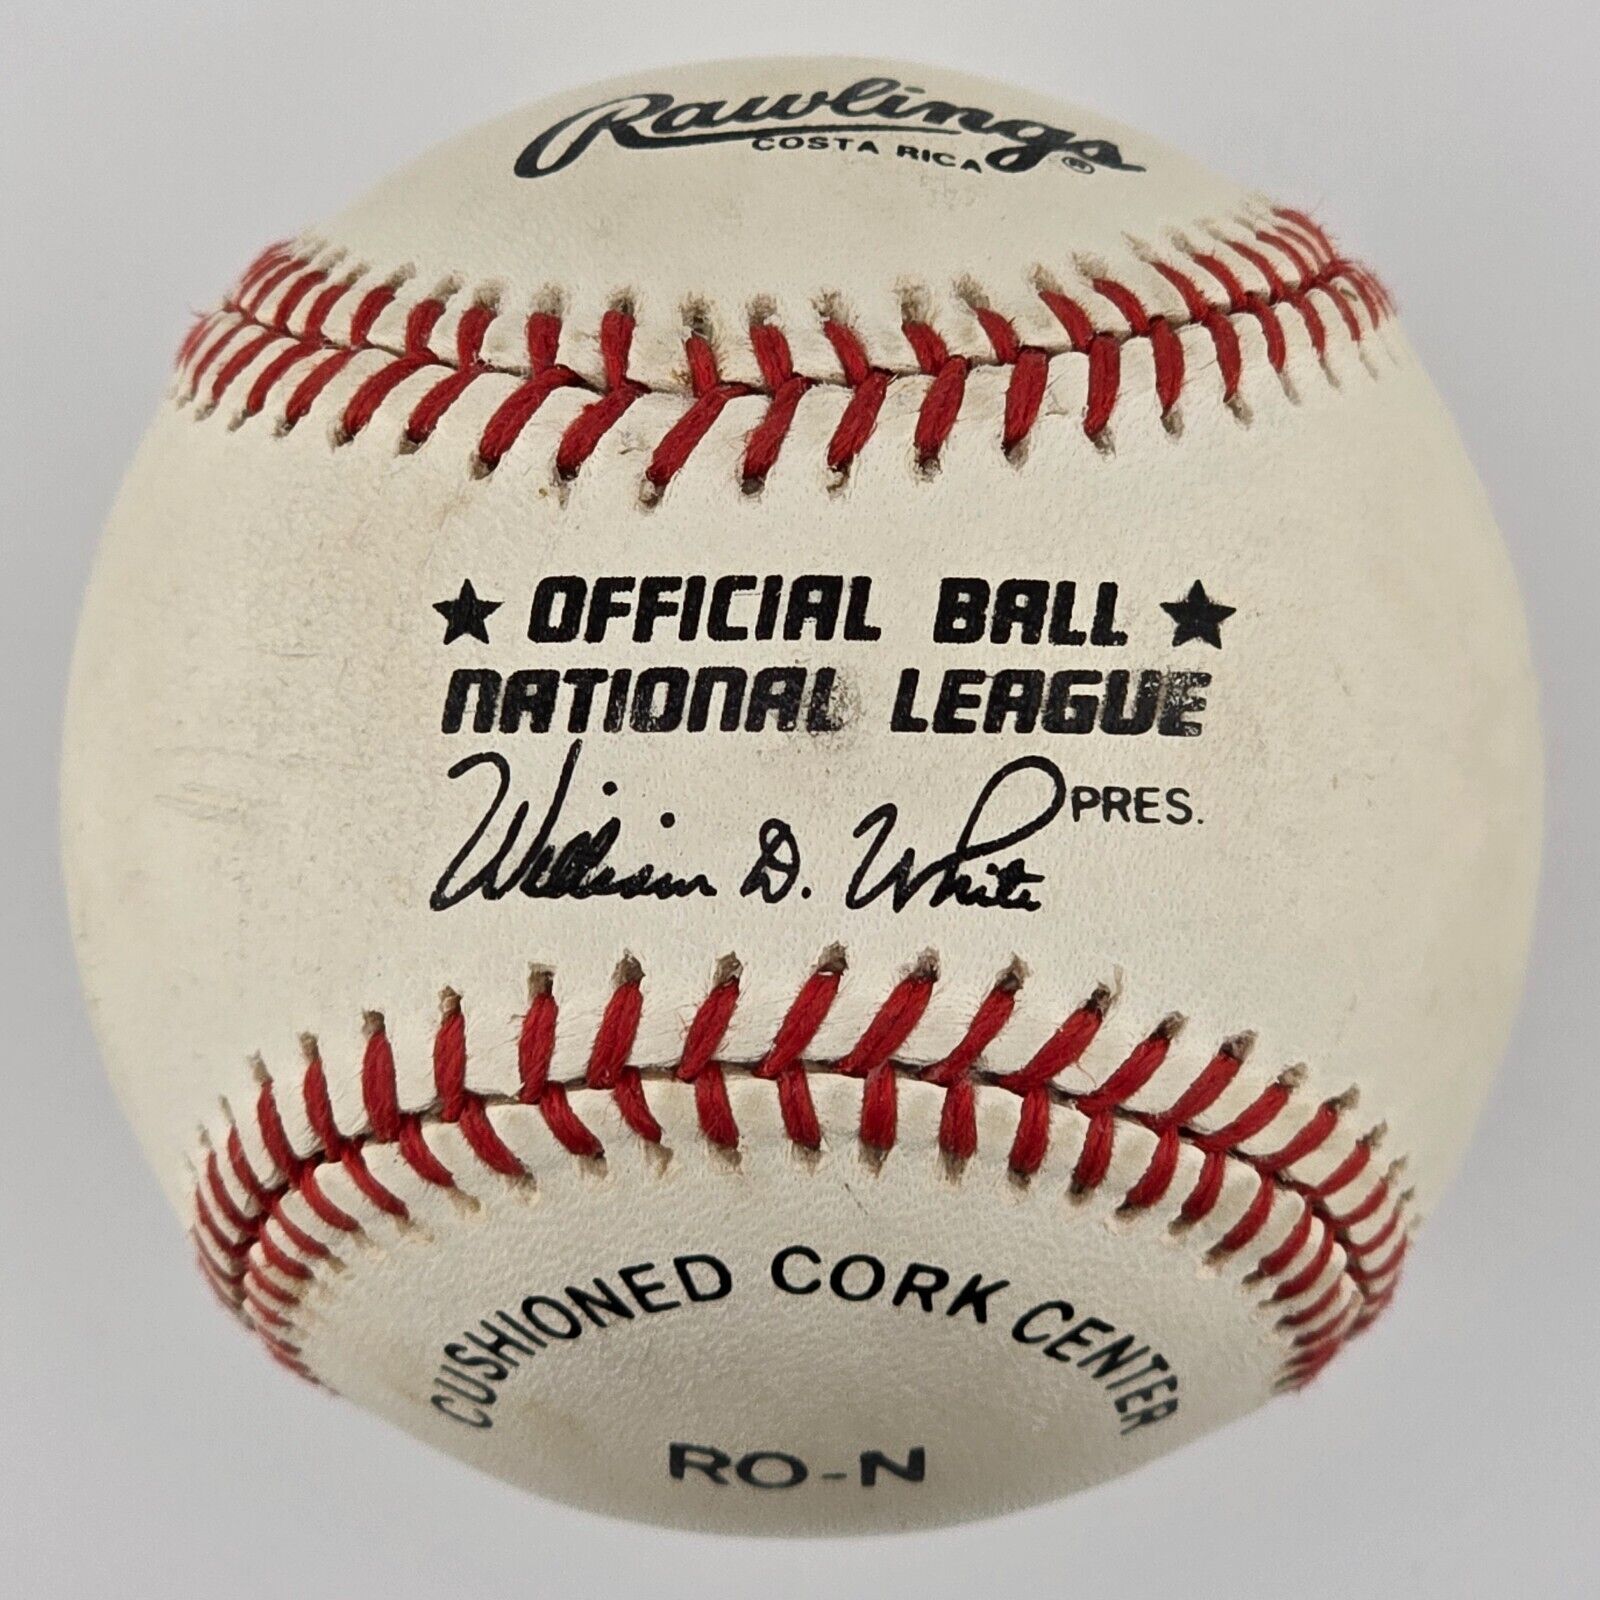 Rawlings®
COSTA RICA
★ OFFICIAL BALL ★
NATIONAL LEAGUE
William D. White PRES.
CUSHIONED CORK CENTER
RO-N